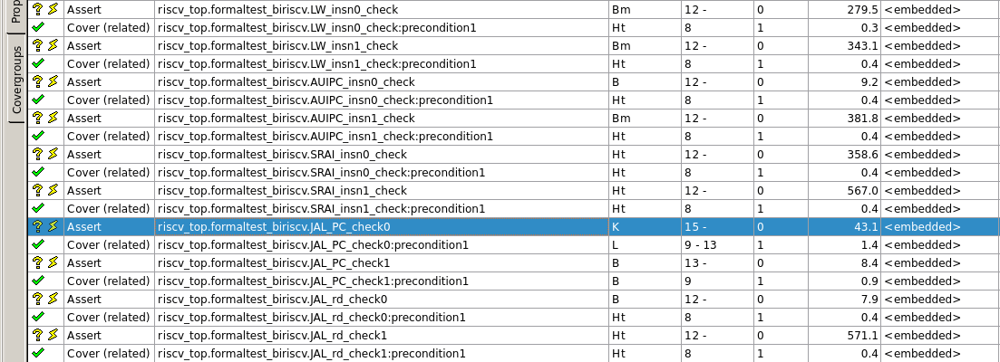 Prop
Covergroups
Assert riscv_top.formaltest_biriscv.LW_insn0_check Bm 12 - 0 279.5 <embedded>
Cover (related) riscv_top.formaltest_biriscv.LW_insn0_check:precondition1 Ht 8 1 0.3 <embedded>
Assert riscv_top.formaltest_biriscv.LW_insn1_check Bm 12 - 0 343.1 <embedded>
Cover (related) riscv_top.formaltest_biriscv.LW_insn1_check:precondition1 Ht 8 1 0.4 <embedded>
Assert riscv_top.formaltest_biriscv.AUIPC_insn0_check B 12 - 0 9.2 <embedded>
Cover (related) riscv_top.formaltest_biriscv.AUIPC_insn0_check:precondition1 Ht 8 1 0.4 <embedded>
Assert riscv_top.formaltest_biriscv.AUIPC_insn1_check Bm 12 - 0 381.8 <embedded>
Cover (related) riscv_top.formaltest_biriscv.AUIPC_insn1_check:precondition1 Ht 8 1 0.4 <embedded>
Assert riscv_top.formaltest_biriscv.SRAI_insn0_check Ht 12 - 0 358.6 <embedded>
Cover (related) riscv_top.formaltest_biriscv.SRAI_insn0_check:precondition1 Ht 8 1 0.4 <embedded>
Assert riscv_top.formaltest_biriscv.SRAI_insn1_check Ht 12 - 0 567.0 <embedded>
Cover (related) riscv_top.formaltest_biriscv.SRAI_insn1_check:precondition1 Ht 8 1 0.4 <embedded>
Assert riscv_top.formaltest_biriscv.JAL_PC_check0 K 15 - 0 43.1 <embedded>
Cover (related) riscv_top.formaltest_biriscv.JAL_PC_check0:precondition1 L 9 - 13 1 1.4 <embedded>
Assert riscv_top.formaltest_biriscv.JAL_PC_check1 B 13 - 0 8.4 <embedded>
Cover (related) riscv_top.formaltest_biriscv.JAL_PC_check1:precondition1 B 9 1 0.9 <embedded>
Assert riscv_top.formaltest_biriscv.JAL_rd_check0 B 12 - 0 7.9 <embedded>
Cover (related) riscv_top.formaltest_biriscv.JAL_rd_check0:precondition1 Ht 8 1 0.4 <embedded>
Assert riscv_top.formaltest_biriscv.JAL_rd_check1 Ht 12 - 0 571.1 <embedded>
Cover (related) riscv_top.formaltest_biriscv.JAL_rd_check1:precondition1 Ht 8 1 0.4 <embedded>